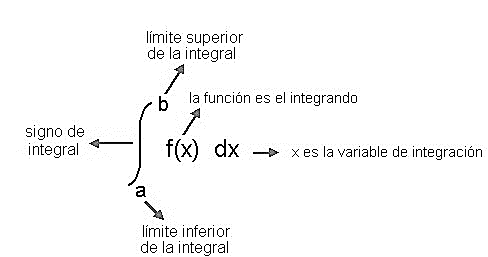 límite superior
de la integral
b
la función es el integrando
signo de
integral
f(x) dx
x es la variable de integración
a
límite inferior
de la integral